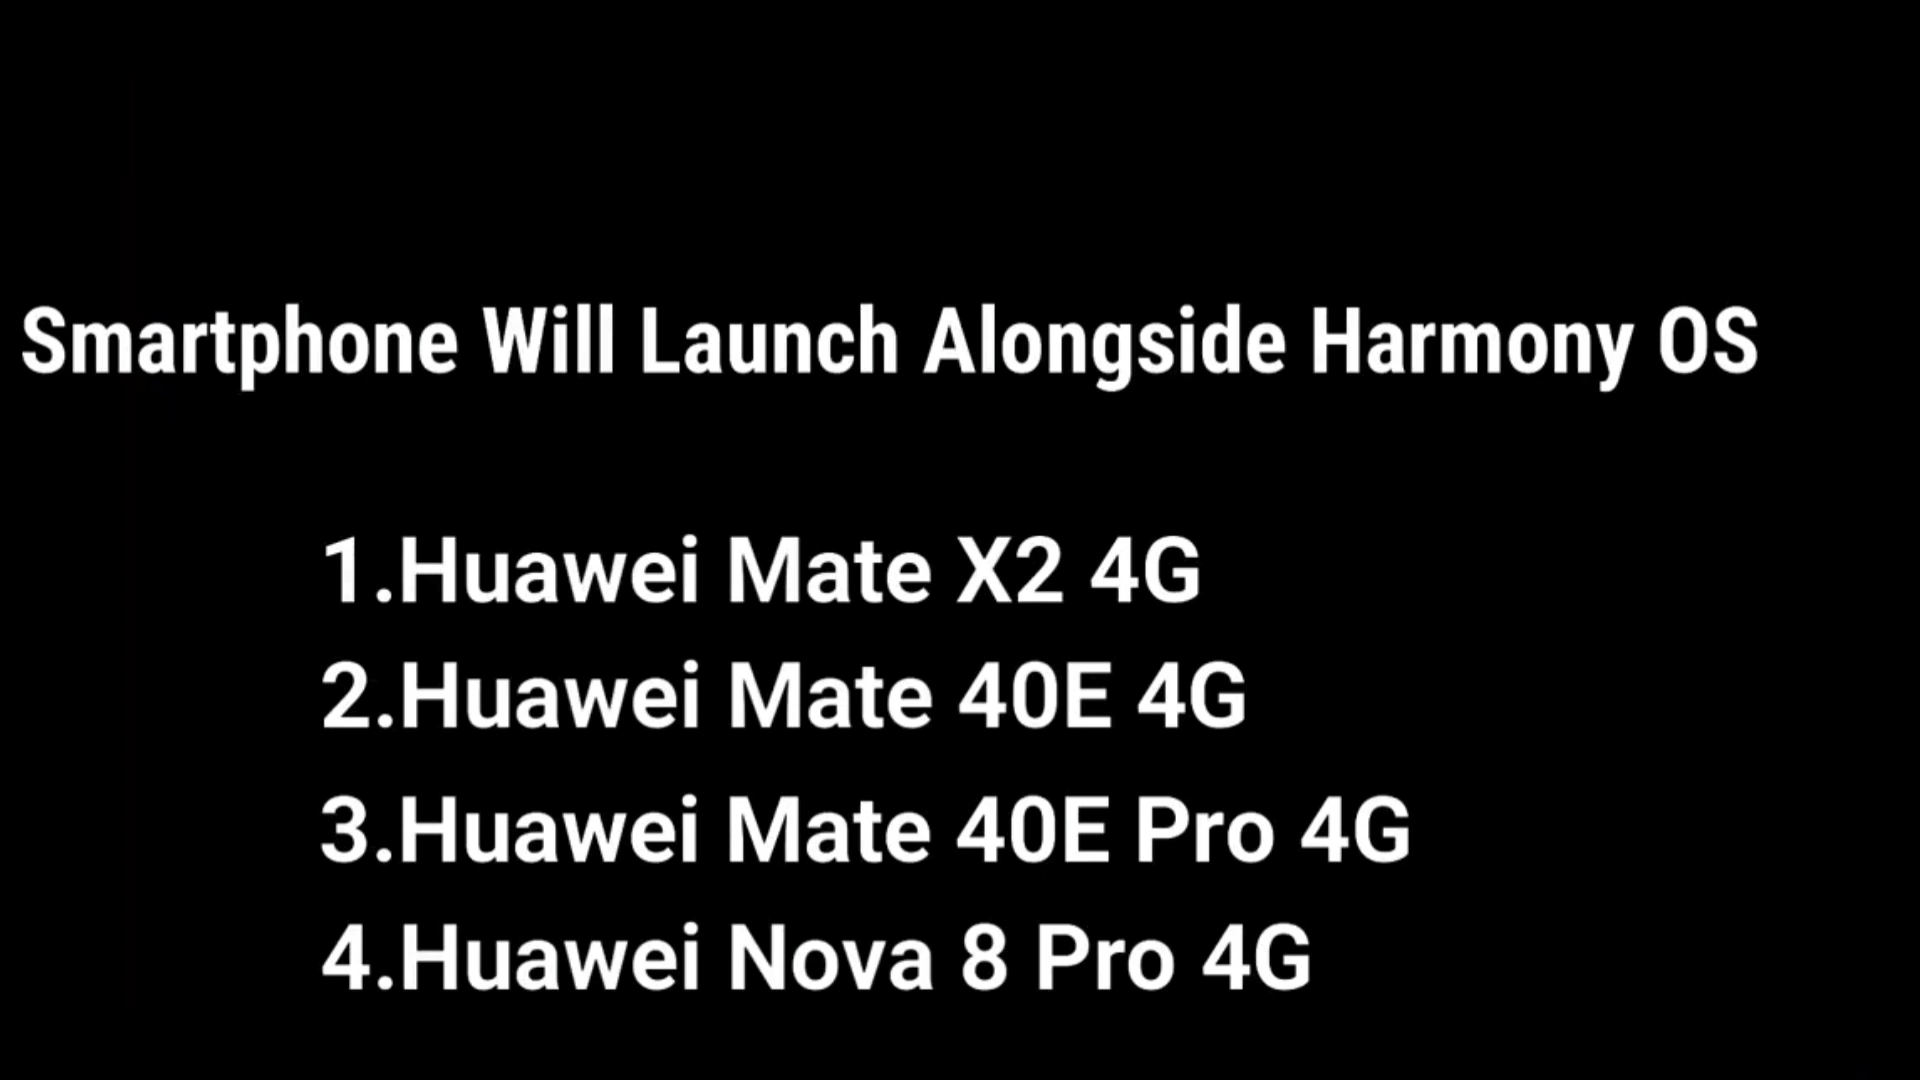 Smartphone Will Launch Alongside Harmony OS
1.Huawei Mate X2 4G
2.Huawei Mate 40E 4G
3.Huawei Mate 40E Pro 4G
4.Huawei Nova 8 Pro 4G